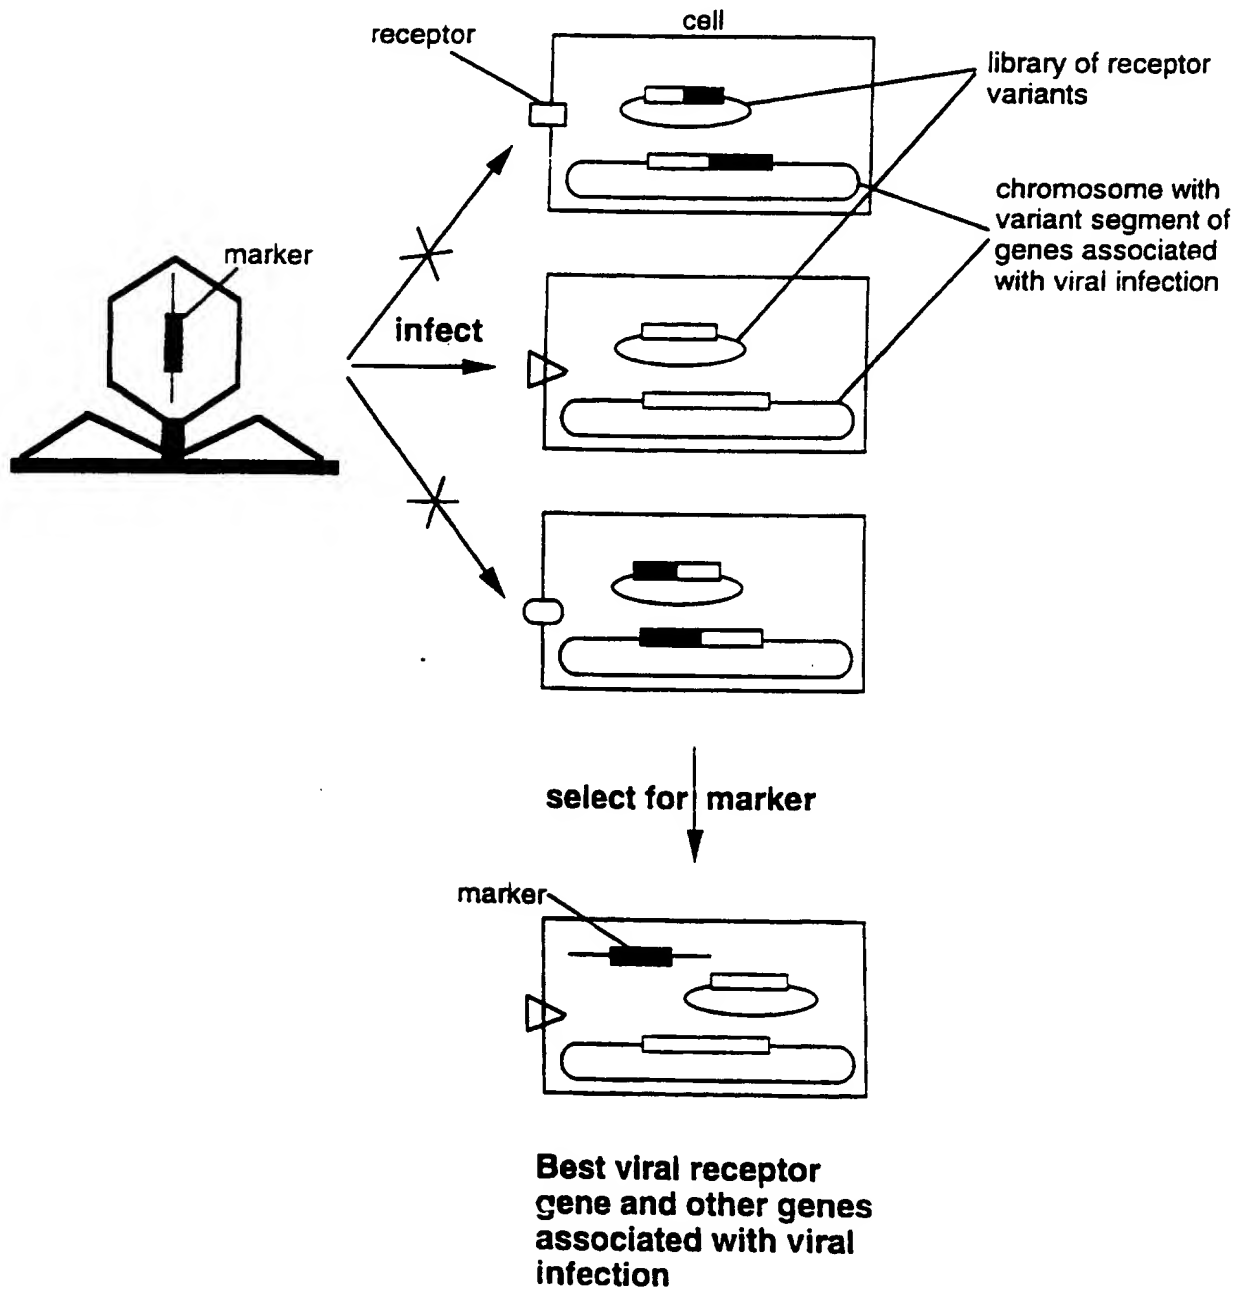 cell
receptor
library of receptor
variants
chromosome with
variant segment of
genes associated
with viral infection
marker
infect
select for marker
marker
Best viral receptor
gene and other genes
associated with viral
infection